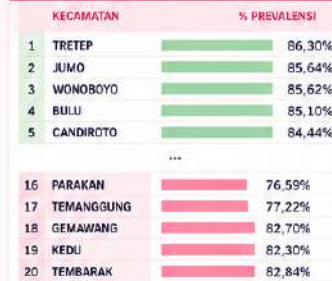 KECAMATAN % PREVALENSI
1 TRETEP 86,30%
2 JUMO 85,64%
3 WONOBOYO 85,62%
4 BULU 85,10%
5 CANDIROTO 84,44%
...
16 PARAKAN 76,59%
17 TEMANGGUNG 77,22%
18 GEMAWANG 82,70%
19 KEDU 82,30%
20 TEMBARAK 82,84%